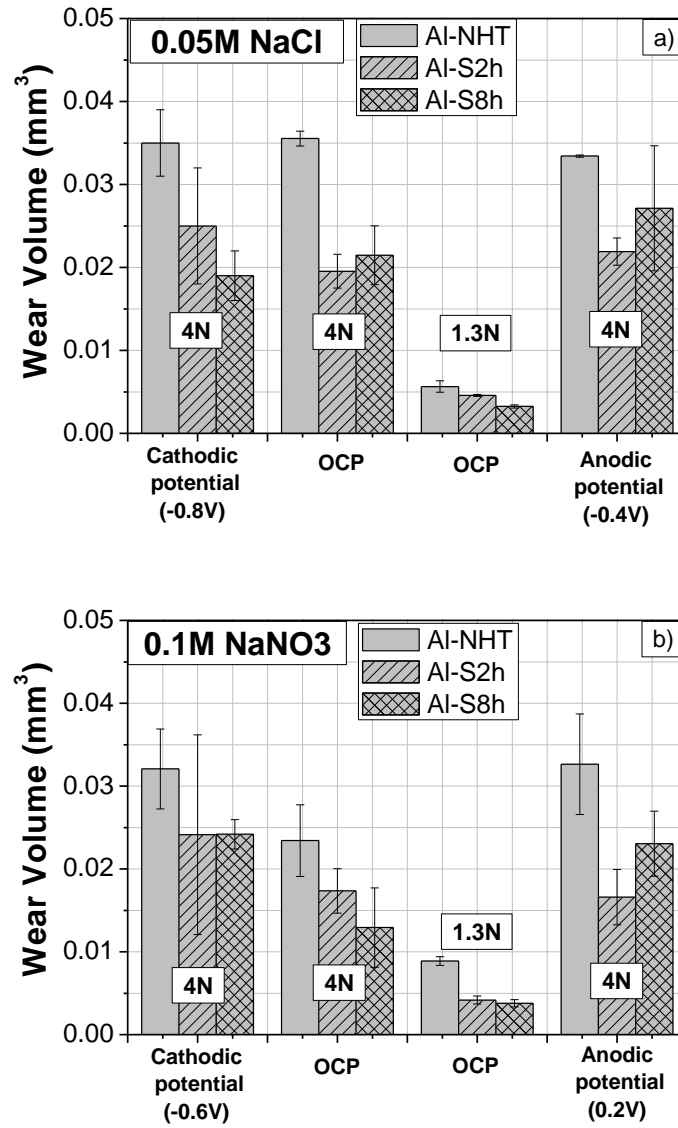 0.05M NaCl
Al-NHT
Al-S2h
Al-S8h
a)
Wear Volume (mm³)
0.05
0.04
0.03
0.02
0.01
0.00
4N
4N
1.3N
4N
Cathodic
potential
(-0.8V)
OCP
OCP
Anodic
potential
(-0.4V)
0.1M NaNO3
Al-NHT
Al-S2h
Al-S8h
b)
Wear Volume (mm³)
0.05
0.04
0.03
0.02
0.01
0.00
4N
4N
1.3N
4N
Cathodic
potential
(-0.6V)
OCP
OCP
Anodic
potential
(0.2V)